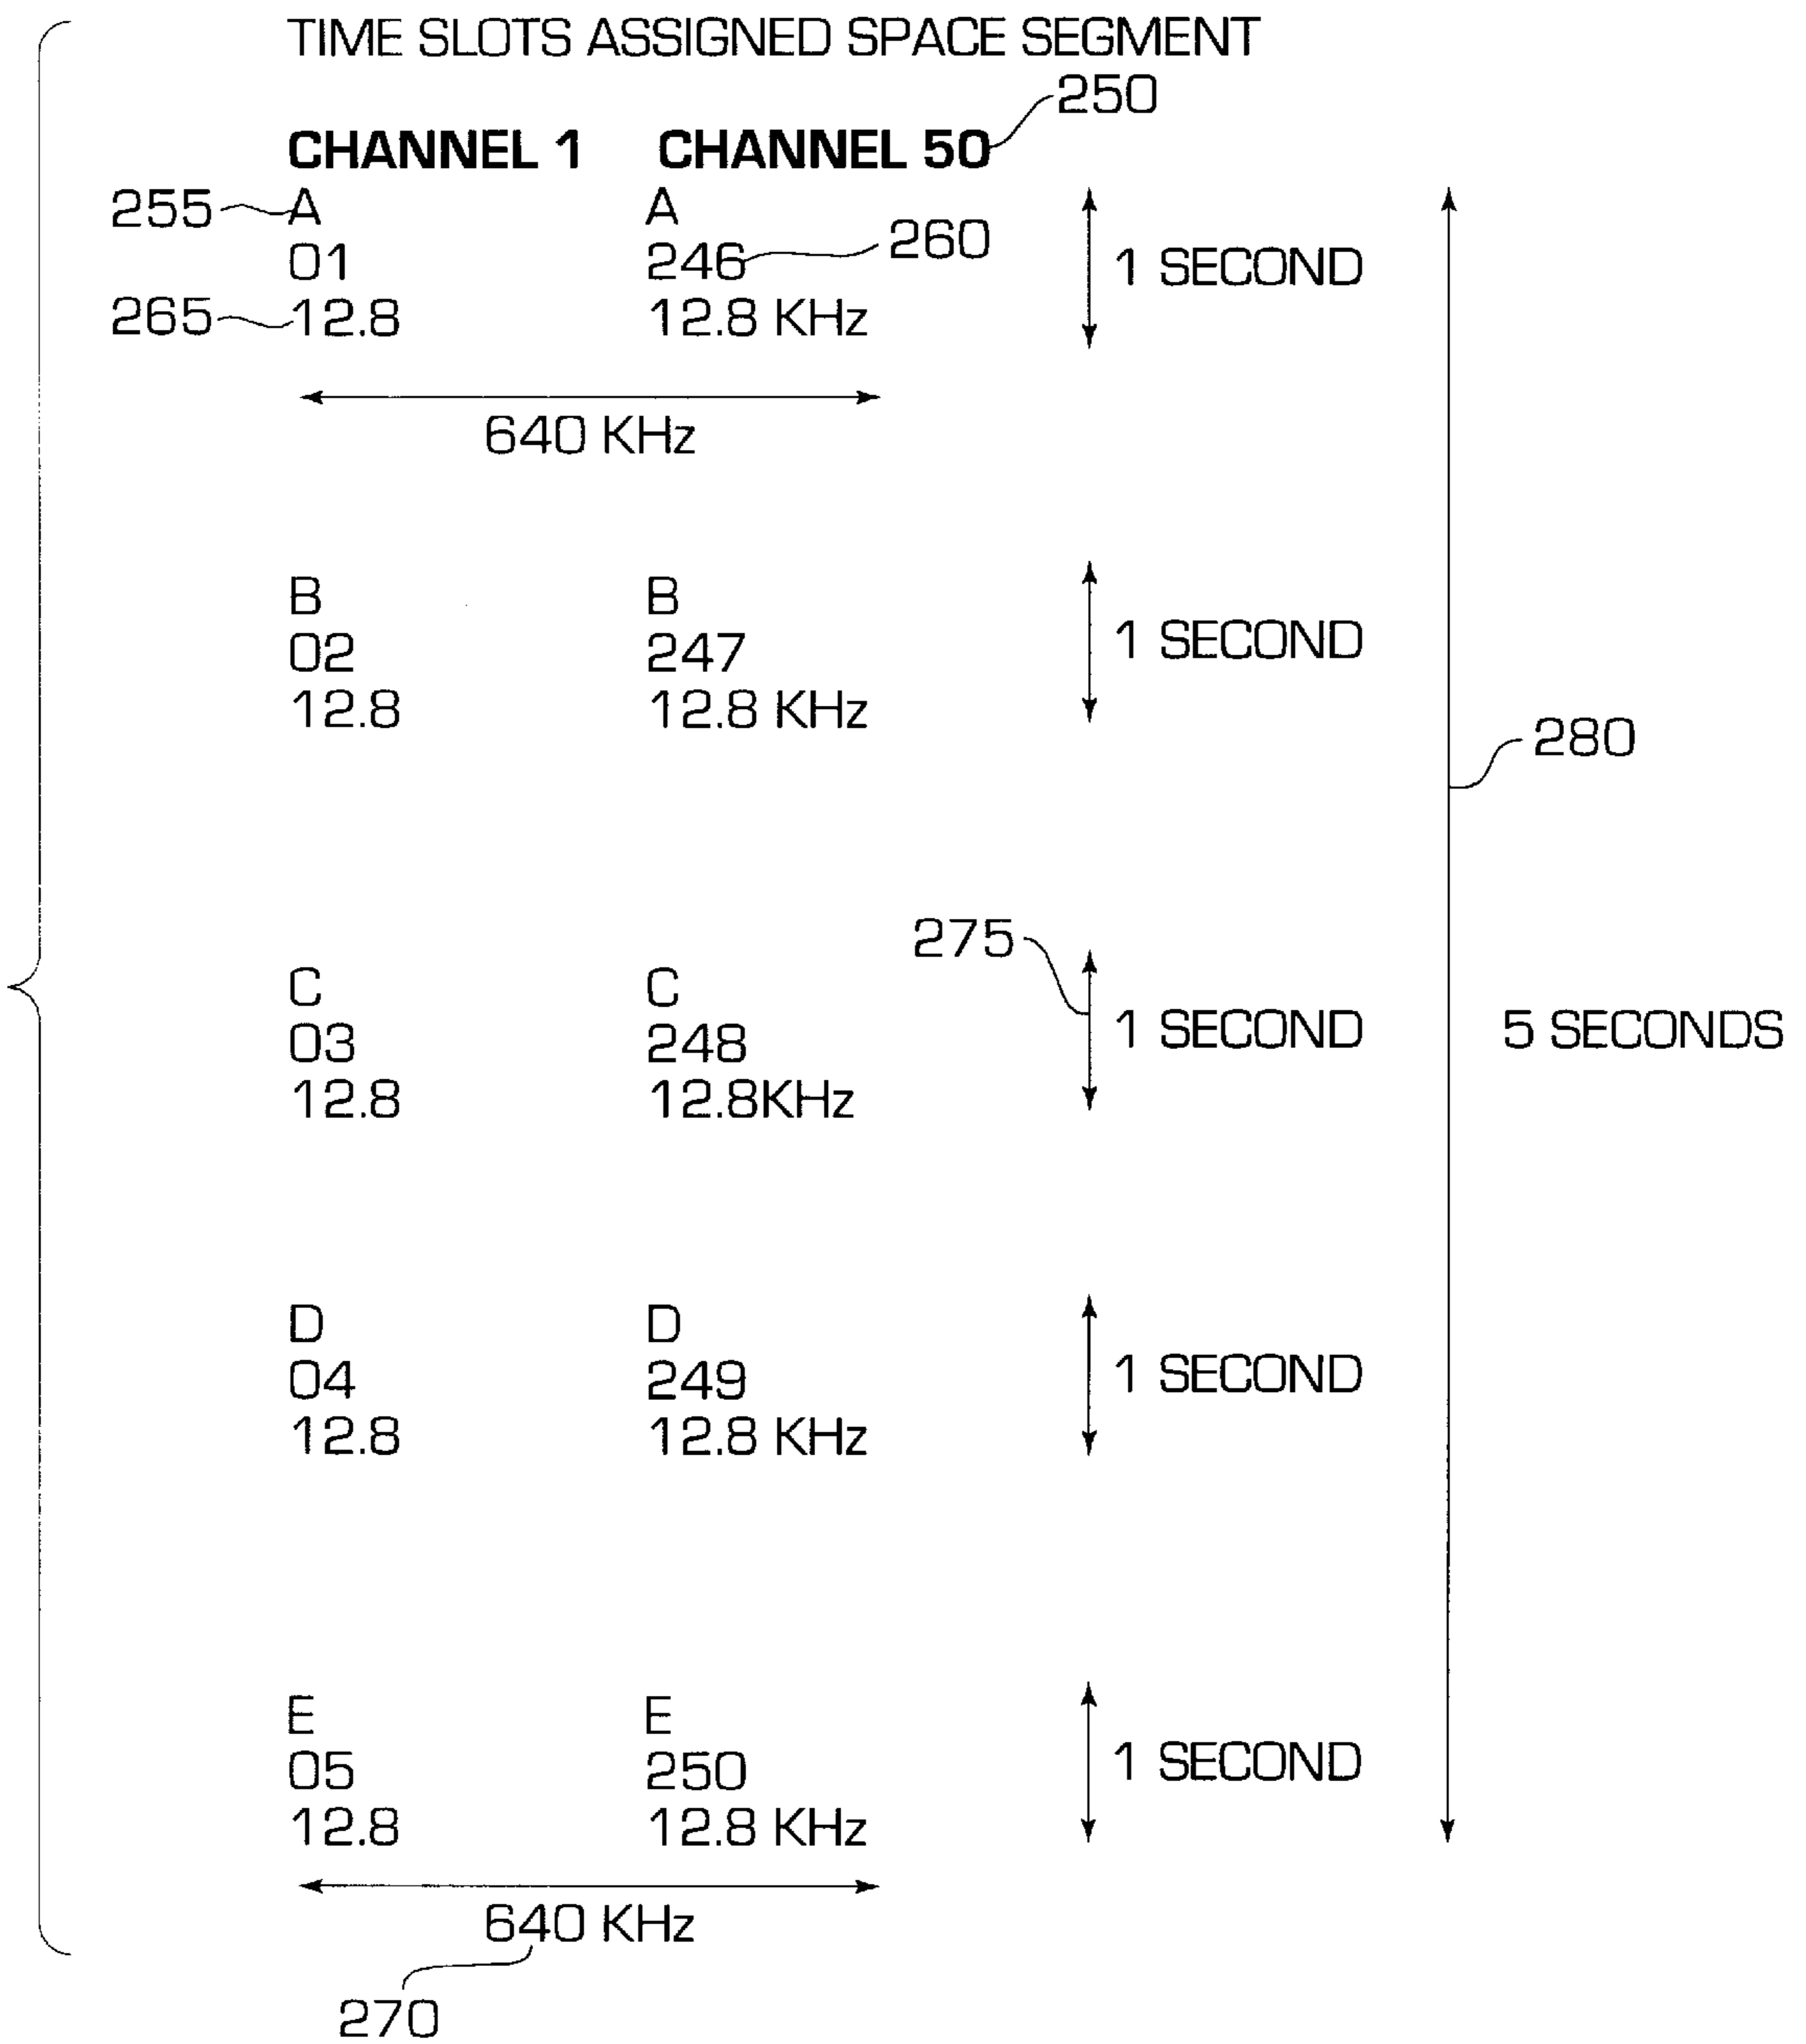 TIME SLOTS ASSIGNED SPACE SEGMENT
250
CHANNEL 1 CHANNEL 50
255 A A
01 246 260 1 SECOND
265 12.8 12.8 KHz
640 KHz
B B
02 247 1 SECOND
12.8 12.8 KHz
280
275
C C
03 248 1 SECOND 5 SECONDS
12.8 12.8KHz
D D
04 249 1 SECOND
12.8 12.8 KHz
E E
05 250 1 SECOND
12.8 12.8 KHz
640 KHz
270